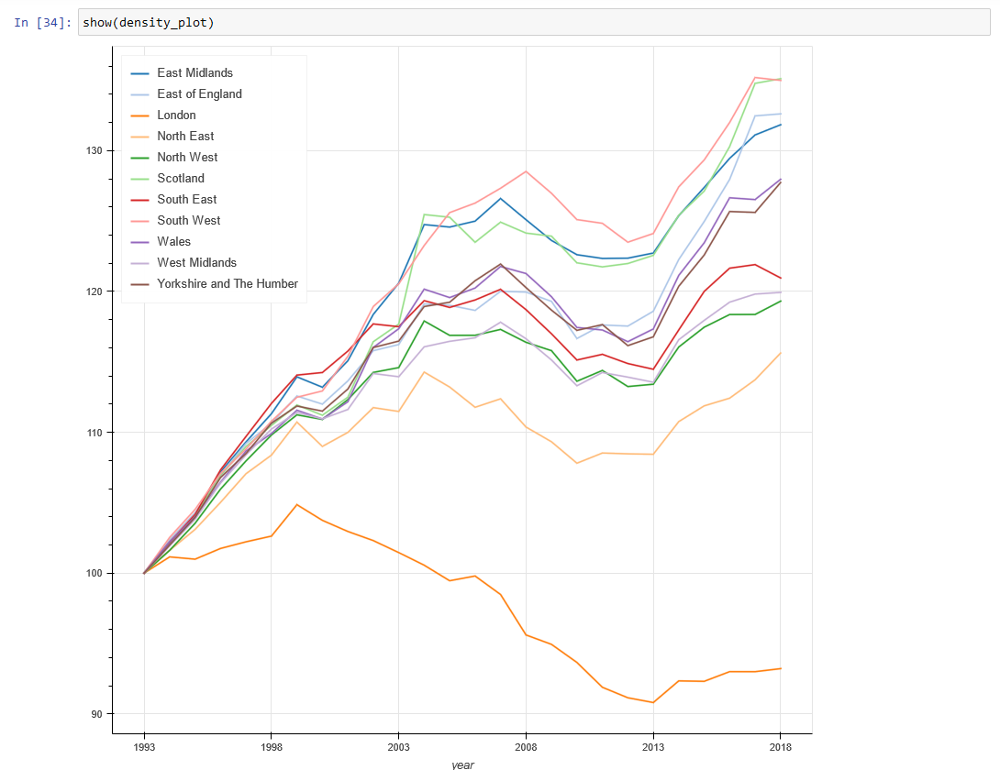 In [34]: show(density_plot)
East Midlands
East of England
London
North East
North West
Scotland
South East
South West
Wales
West Midlands
Yorkshire and The Humber
130
120
110
100
90
1993 1998 2003 2008 2013 2018
year